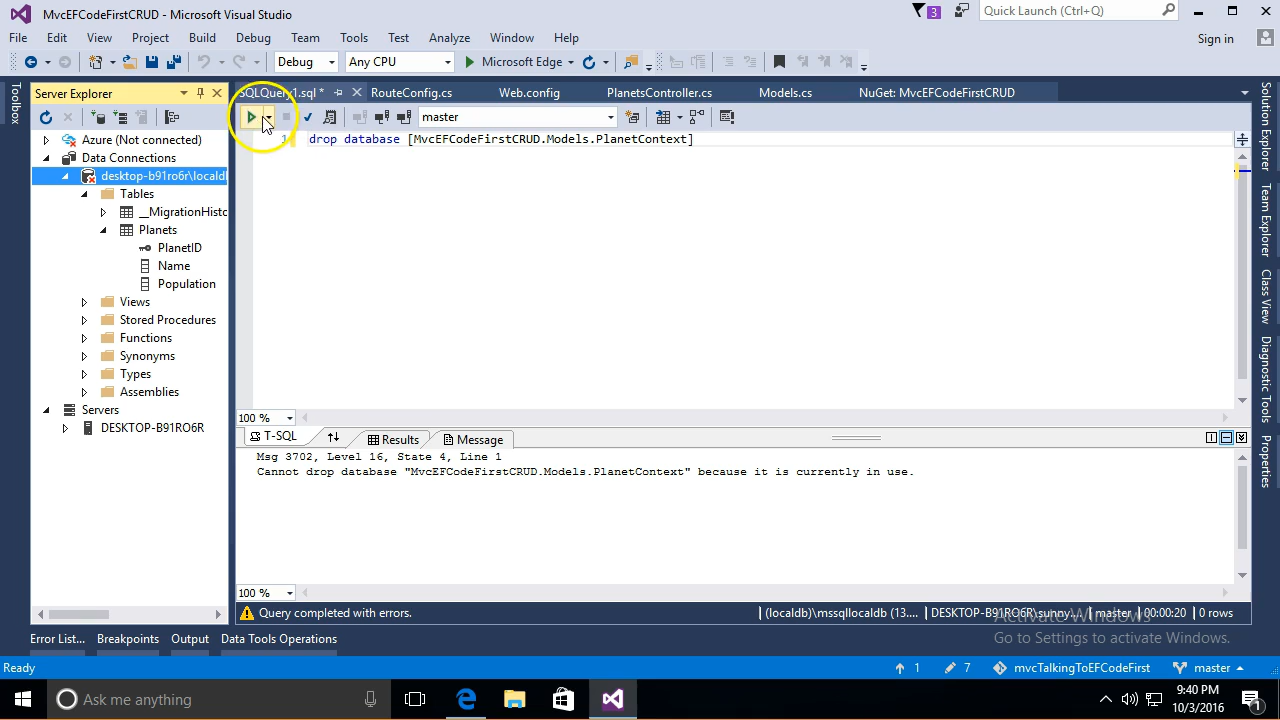 MvcEFCodeFirstCRUD - Microsoft Visual Studio
3
Quick Launch (Ctrl+Q)
File Edit View Project Build Debug Team Tools Test Analyze Window Help
Sign in
Debug Any CPU Microsoft Edge
Toolbox
Server Explorer
SQLQuery1.sql * RouteConfig.cs Web.config PlanetsController.cs Models.cs NuGet: MvcEFCodeFirstCRUD
master
1 drop database [MvcEFCodeFirstCRUD.Models.PlanetContext]
Azure (Not connected)
Data Connections
desktop-b91ro6r\localdb
Tables
__MigrationHistc
Planets
PlanetID
Name
Population
Views
Stored Procedures
Functions
Synonyms
Types
Assemblies
Servers
DESKTOP-B91RO6R
Solution Explorer
Team Explorer
Class View
Diagnostic Tools
Properties
100 %
T-SQL Results Message
Msg 3702, Level 16, State 4, Line 1
Cannot drop database "MvcEFCodeFirstCRUD.Models.PlanetContext" because it is currently in use.
100 %
Query completed with errors. (localdb)\mssqllocaldb (13.... DESKTOP-B91RO6R\sunny... master 00:00:20 0 rows
Activate Windows
Go to Settings to activate Windows.
Error List... Breakpoints Output Data Tools Operations
Ready 1 7 mvcTalkingToEFCodeFirst master
Ask me anything
9:40 PM
10/3/2016
1